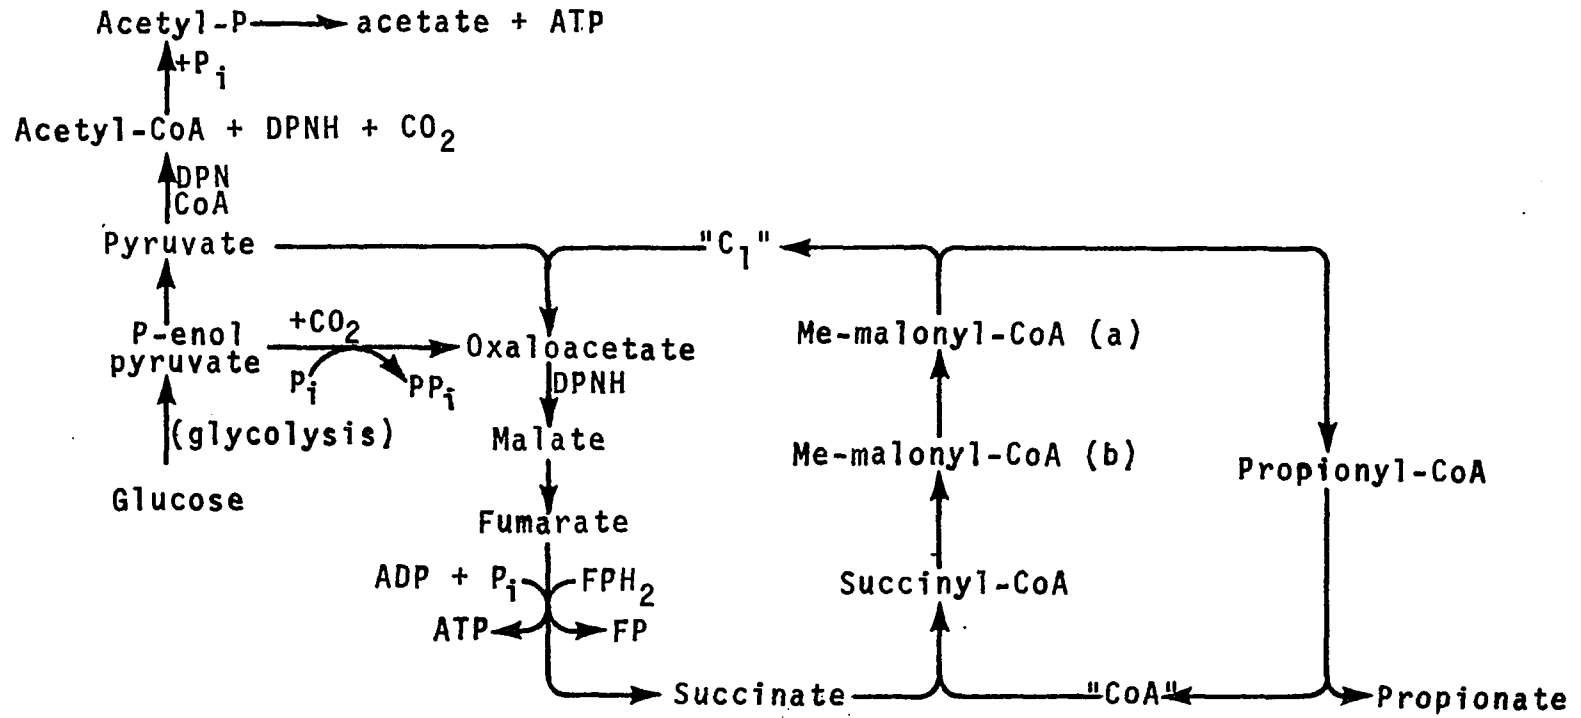 Acetyl-P acetate + ATP
+Pi
Acetyl-CoA + DPNH + CO2
DPN
CoA
Pyruvate "C1"
P-enol
pyruvate
+CO2
Pi PPi
Oxaloacetate
DPNH
Me-malonyl-CoA (a)
(glycolysis)
Malate
Me-malonyl-CoA (b)
Propionyl-CoA
Glucose
Fumarate
ADP + Pi FPH2
Succinyl-CoA
ATP FP
Succinate "CoA" Propionate